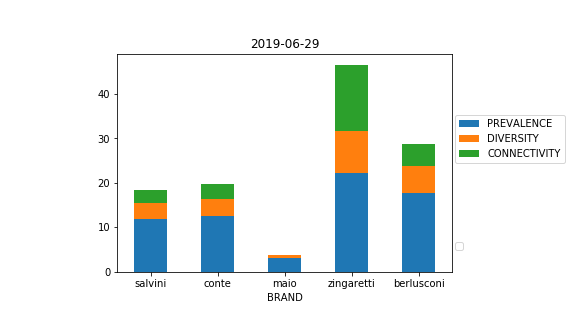 2019-06-29
40
30
20
10
0
PREVALENCE
DIVERSITY
CONNECTIVITY
salvini conte maio zingaretti berlusconi
BRAND